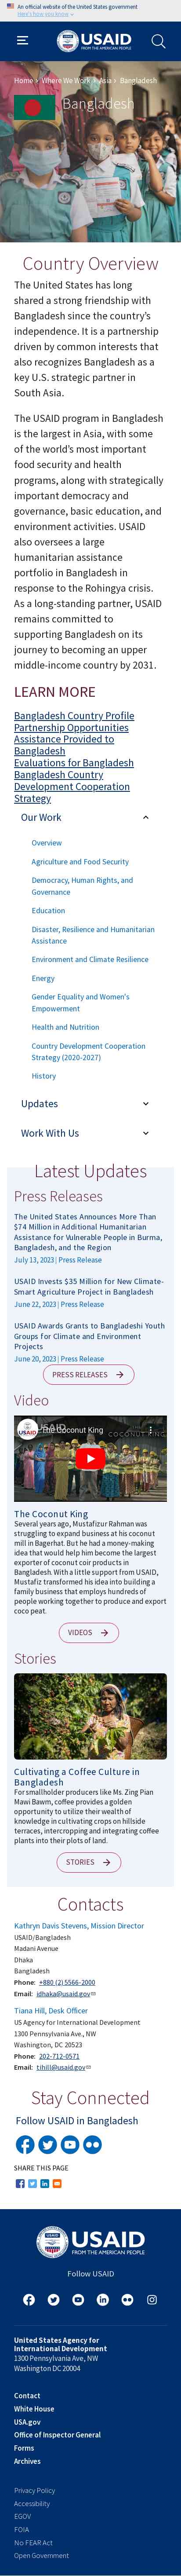 An official website of the United States government
Here's how you know
USAID
FROM THE AMERICAN PEOPLE
Home › Where We Work › Asia › Bangladesh
Bangladesh
Country Overview
The United States has long
shared a strong friendship with
Bangladesh since the country's
independence. It is a partnership
driven by common interests that
also recognizes Bangladesh as a
key U.S. strategic partner in
South Asia.
The USAID program in Bangladesh
is the largest in Asia, with some
of the world's most important
food security and health
programs, along with strategically
important democracy and
governance, basic education, and
environment activities. USAID
also oversees a large
humanitarian assistance
portfolio in Bangladesh in
response to the Rohingya crisis.
As a long-standing partner, USAID
remains committed to
supporting Bangladesh on its
journey to becoming an upper
middle-income country by 2031.
LEARN MORE
Bangladesh Country Profile
Partnership Opportunities
Assistance Provided to
Bangladesh
Evaluations for Bangladesh
Bangladesh Country
Development Cooperation
Strategy
Our Work
Overview
Agriculture and Food Security
Democracy, Human Rights, and
Governance
Education
Disaster, Resilience and Humanitarian
Assistance
Environment and Climate Resilience
Energy
Gender Equality and Women's
Empowerment
Health and Nutrition
Country Development Cooperation
Strategy (2020-2027)
History
Updates
Work With Us
Latest Updates
Press Releases
The United States Announces More Than
$74 Million in Additional Humanitarian
Assistance for Vulnerable People in Burma,
Bangladesh, and the Region
July 13, 2023 | Press Release
USAID Invests $35 Million for New Climate-
Smart Agriculture Project in Bangladesh
June 22, 2023 | Press Release
USAID Awards Grants to Bangladeshi Youth
Groups for Climate and Environment
Projects
June 20, 2023 | Press Release
PRESS RELEASES
Video
The Coconut King
COCONUT KING
The Coconut King
Several years ago, Mustafizur Rahman was
struggling to expand business at his coconut
mill in Bagerhat. But he had a money-making
idea that would help him become the largest
exporter of coconut coir products in
Bangladesh. With a little support from USAID,
Mustafiz transformed his idea into a growing
family business that employs hundreds of
other women working together to produce and
coco peat.
VIDEOS
Stories
Cultivating a Coffee Culture in
Bangladesh
For smallholder producers like Ms. Zing Pian
Mawi Bawm, coffee provides a golden
opportunity to utilize their wealth of
knowledge in cultivating crops on hillside
terraces, intercropping and integrating coffee
plants into their plots of land.
STORIES
Contacts
Kathryn Davis Stevens, Mission Director
USAID/Bangladesh
Madani Avenue
Dhaka
Bangladesh
Phone: +880 (2) 5566-2000
Email: idhaka@usaid.gov
Tiana Hill, Desk Officer
US Agency for International Development
1300 Pennsylvania Ave., NW
Washington, DC 20523
Phone: 202-712-0571
Email: tihill@usaid.gov
Stay Connected
Follow USAID in Bangladesh
SHARE THIS PAGE
USAID
FROM THE AMERICAN PEOPLE
Follow USAID
United States Agency for
International Development
1300 Pennsylvania Ave, NW
Washington DC 20004
Contact
White House
USA.gov
Office of Inspector General
Forms
Archives
Privacy Policy
Accessibility
EGOV
FOIA
No FEAR Act
Open Government